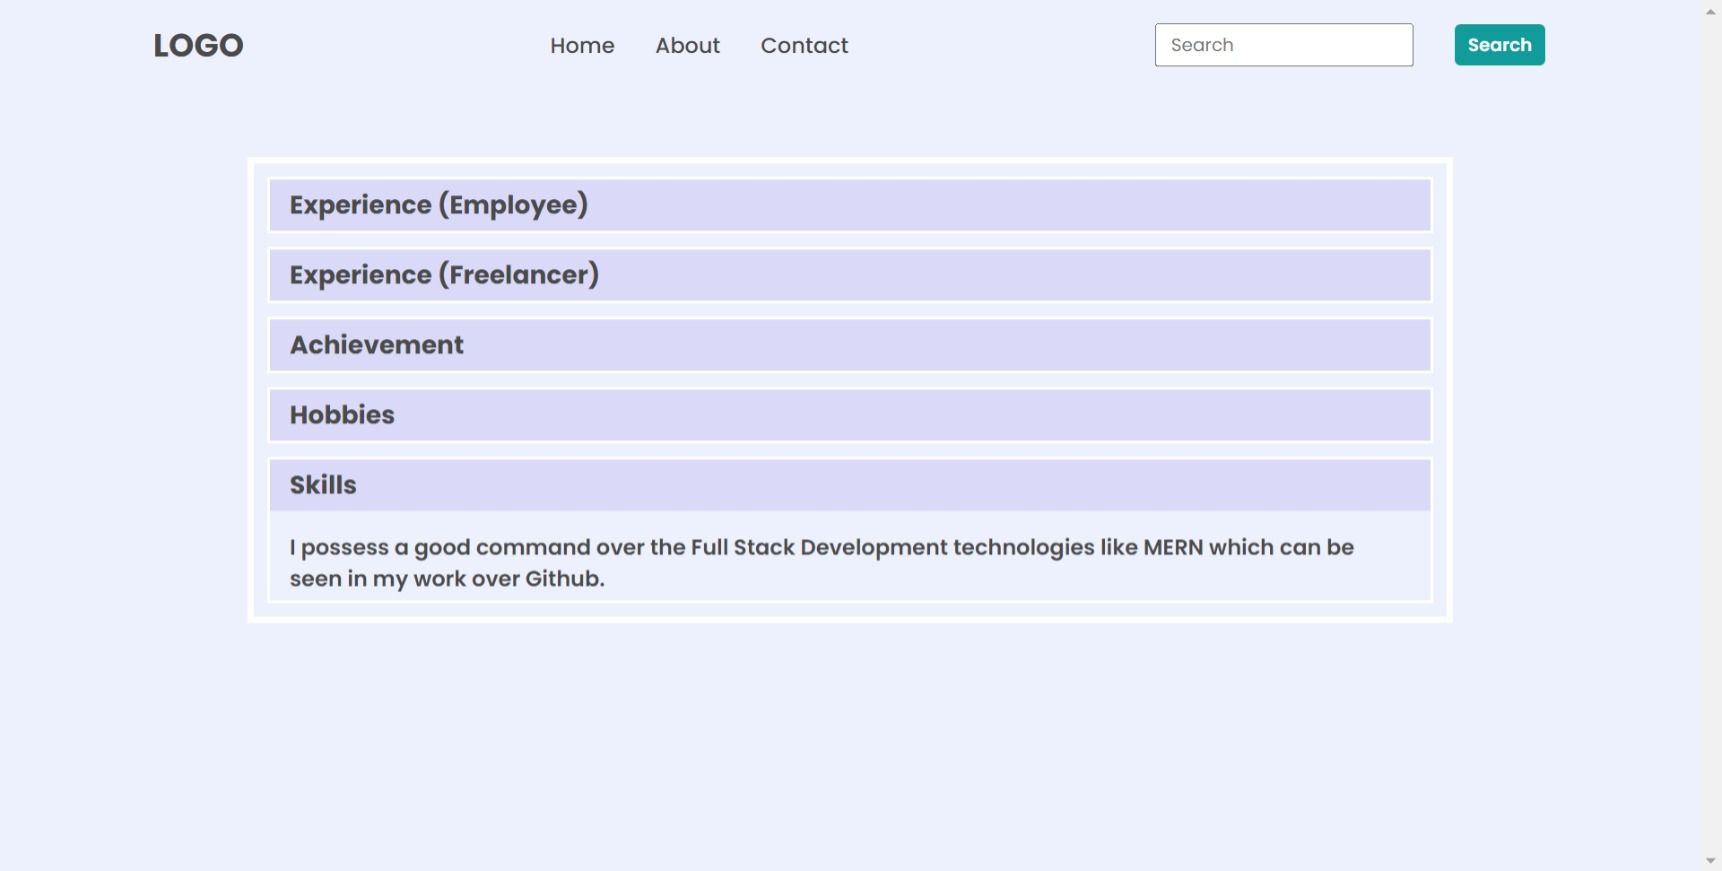 LOGO
Home
About
Contact
Search
Search
Experience (Employee)
Experience (Freelancer)
Achievement
Hobbies
Skills
I possess a good command over the Full Stack Development technologies like MERN which can be
seen in my work over Github.